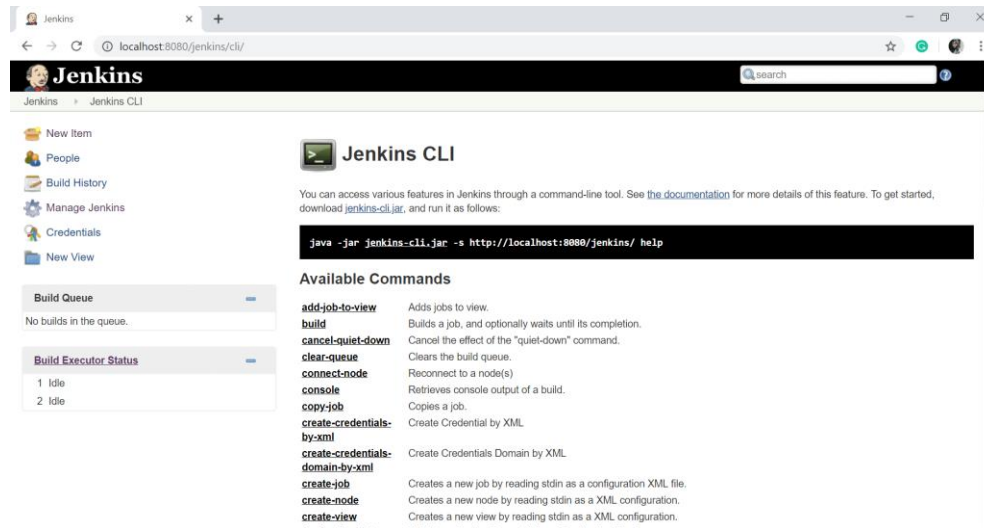 Jenkins
localhost:8080/jenkins/cli/
Jenkins
search
Jenkins Jenkins CLI
New Item
People
Build History
Manage Jenkins
Credentials
New View
Build Queue
No builds in the queue.
Build Executor Status
1 Idle
2 Idle
Jenkins CLI
You can access various features in Jenkins through a command-line tool. See the documentation for more details of this feature. To get started,
download jenkins-cli.jar, and run it as follows:
java -jar jenkins-cli.jar -s http://localhost:8080/jenkins/ help
Available Commands
add-job-to-view Adds jobs to view.
build Builds a job, and optionally waits until its completion.
cancel-quiet-down Cancel the effect of the "quiet-down" command.
clear-queue Clears the build queue.
connect-node Reconnect to a node(s)
console Retrieves console output of a build.
copy-job Copies a job.
create-credentials- Create Credential by XML
by-xml
create-credentials- Create Credentials Domain by XML
domain-by-xml
create-job Creates a new job by reading stdin as a configuration XML file.
create-node Creates a new node by reading stdin as a XML configuration.
create-view Creates a new view by reading stdin as a XML configuration.